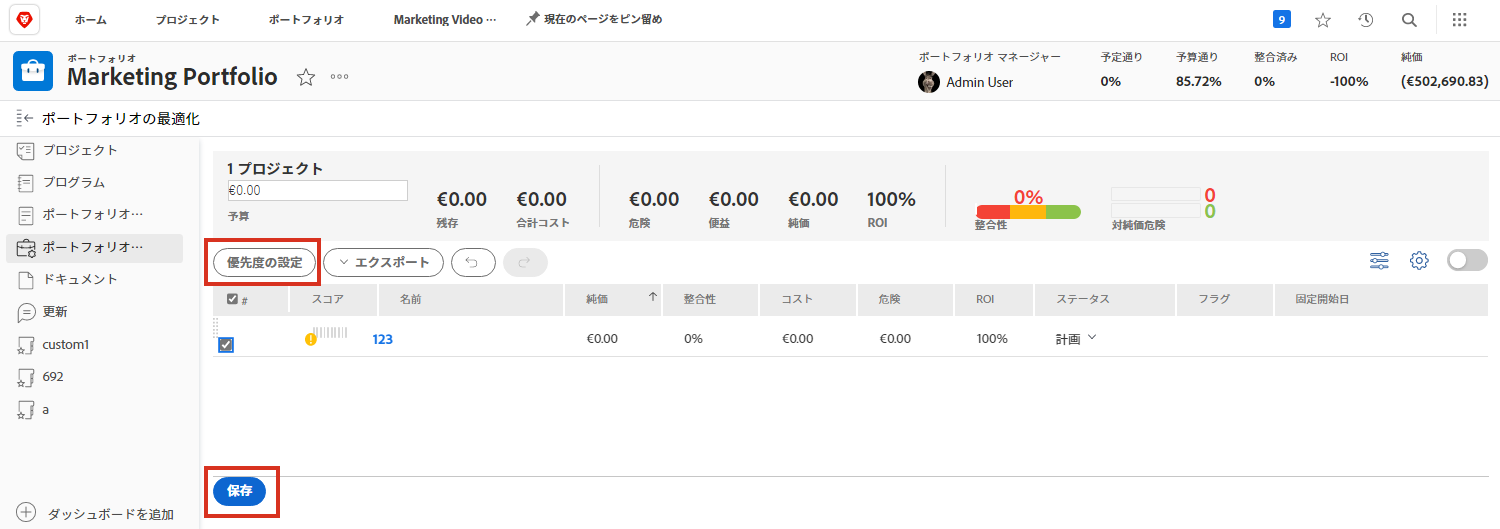 ホーム プロジェクト ポートフォリオ Marketing Video ··· 現在のページをピン留め 9
ポートフォリオ
Marketing Portfolio
ポートフォリオ マネージャー 予定通り 予算通り 整合済み ROI 純価
Admin User 0% 85.72% 0% -100% (€502,690.83)
ポートフォリオの最適化
プロジェクト
プログラム
ポートフォリオ···
ポートフォリオ···
ドキュメント
更新
custom1
692
a
ダッシュボードを追加
1 プロジェクト
€0.00
予算
€0.00 €0.00 €0.00 €0.00 €0.00 100% 0% 0
0
残存 合計コスト 危険 便益 純価 ROI 整合性 対純価危険
優先度の設定 エクスポート
# スコア 名前 純価 整合性 コスト 危険 ROI ステータス フラグ 固定開始日
123 €0.00 0% €0.00 €0.00 100% 計画
保存